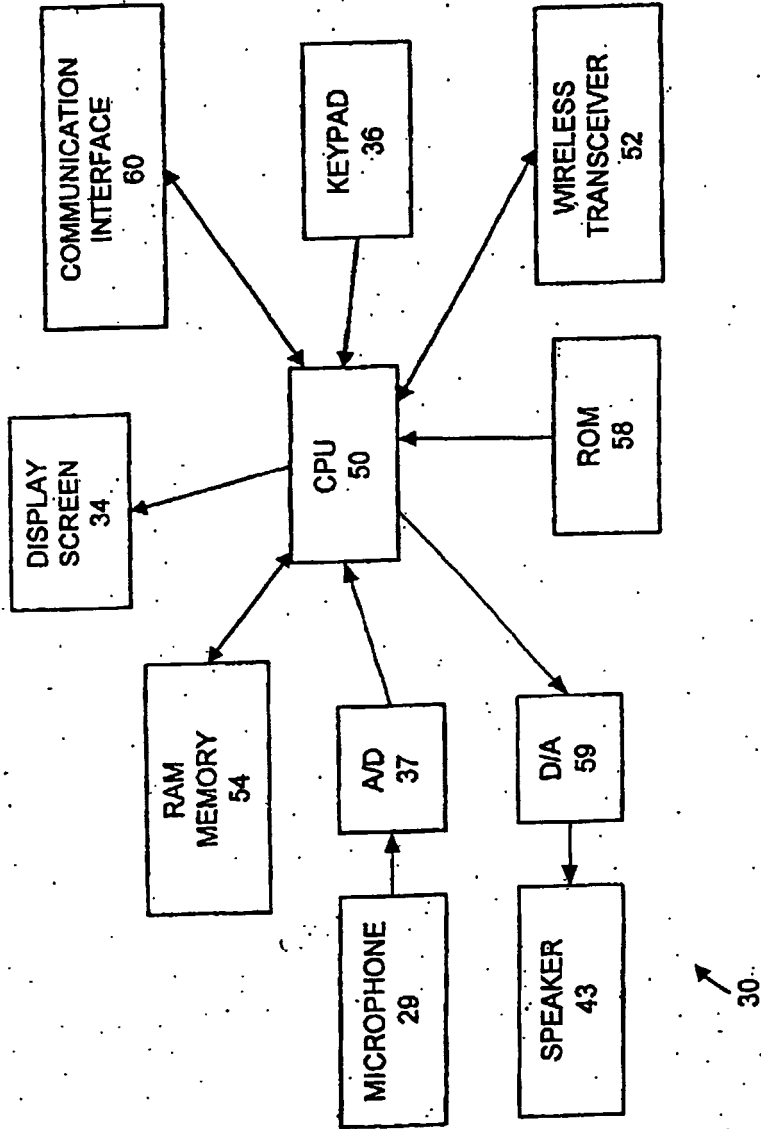 COMMUNICATION
INTERFACE
60
DISPLAY
SCREEN
34
KEYPAD
36
RAM
MEMORY
54
CPU
50
WIRELESS
TRANSCEIVER
52
A/D
37
ROM
58
MICROPHONE
29
D/A
59
SPEAKER
43
30